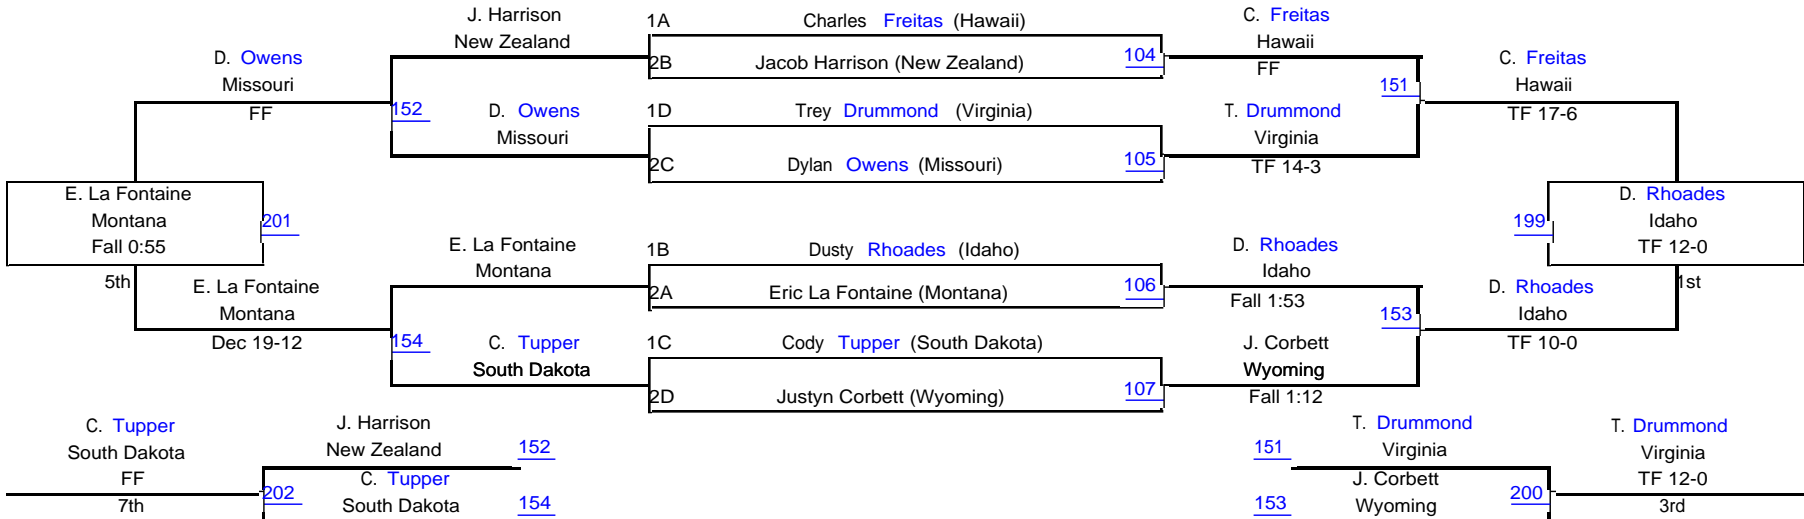 J. Harrison
New Zealand
1A Charles Freitas (Hawaii)
2B Jacob Harrison (New Zealand) 104
C. Freitas
Hawaii
FF
D. Owens
Missouri
FF
152
D. Owens
Missouri
1D Trey Drummond (Virginia)
2C Dylan Owens (Missouri) 105
T. Drummond
Virginia
TF 14-3
151
C. Freitas
Hawaii
TF 17-6
E. La Fontaine
Montana
Fall 0:55
201
5th
E. La Fontaine
Montana
1B Dusty Rhoades (Idaho)
2A Eric La Fontaine (Montana) 106
D. Rhoades
Idaho
Fall 1:53
199
D. Rhoades
Idaho
TF 12-0
1st
E. La Fontaine
Montana
Dec 19-12
154
C. Tupper
South Dakota
1C Cody Tupper (South Dakota)
2D Justyn Corbett (Wyoming) 107
J. Corbett
Wyoming
Fall 1:12
153
D. Rhoades
Idaho
TF 10-0
C. Tupper
South Dakota
FF
7th
J. Harrison
New Zealand 152
202
C. Tupper
South Dakota 154
T. Drummond
151 Virginia
J. Corbett
153 Wyoming
200
T. Drummond
Virginia
TF 12-0
3rd